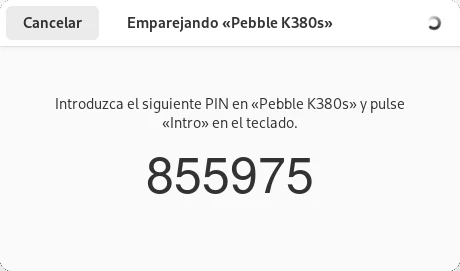 Cancelar
Emparejando «Pebble K380s»
Introduzca el siguiente PIN en «Pebble K380s» y pulse
«Intro» en el teclado.
855975